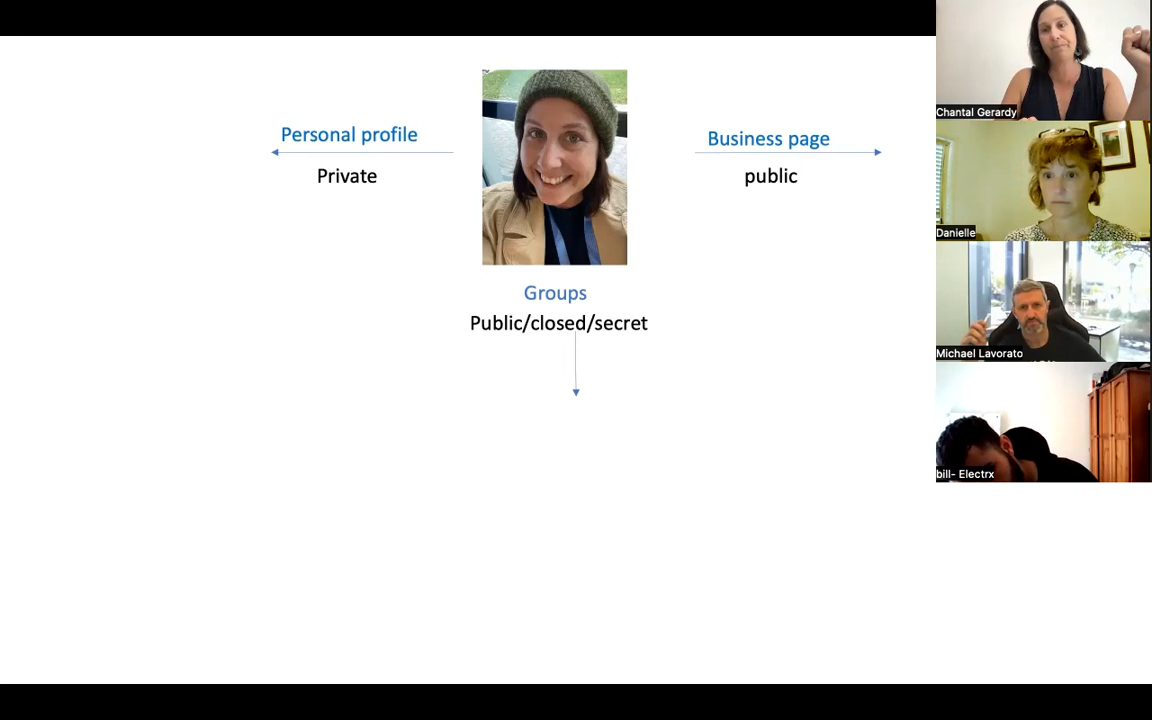 Personal profile
Private
Business page
public
Groups
Public/closed/secret
Chantal Gerardy
Danielle
Michael Lavorato
bill- Electrx